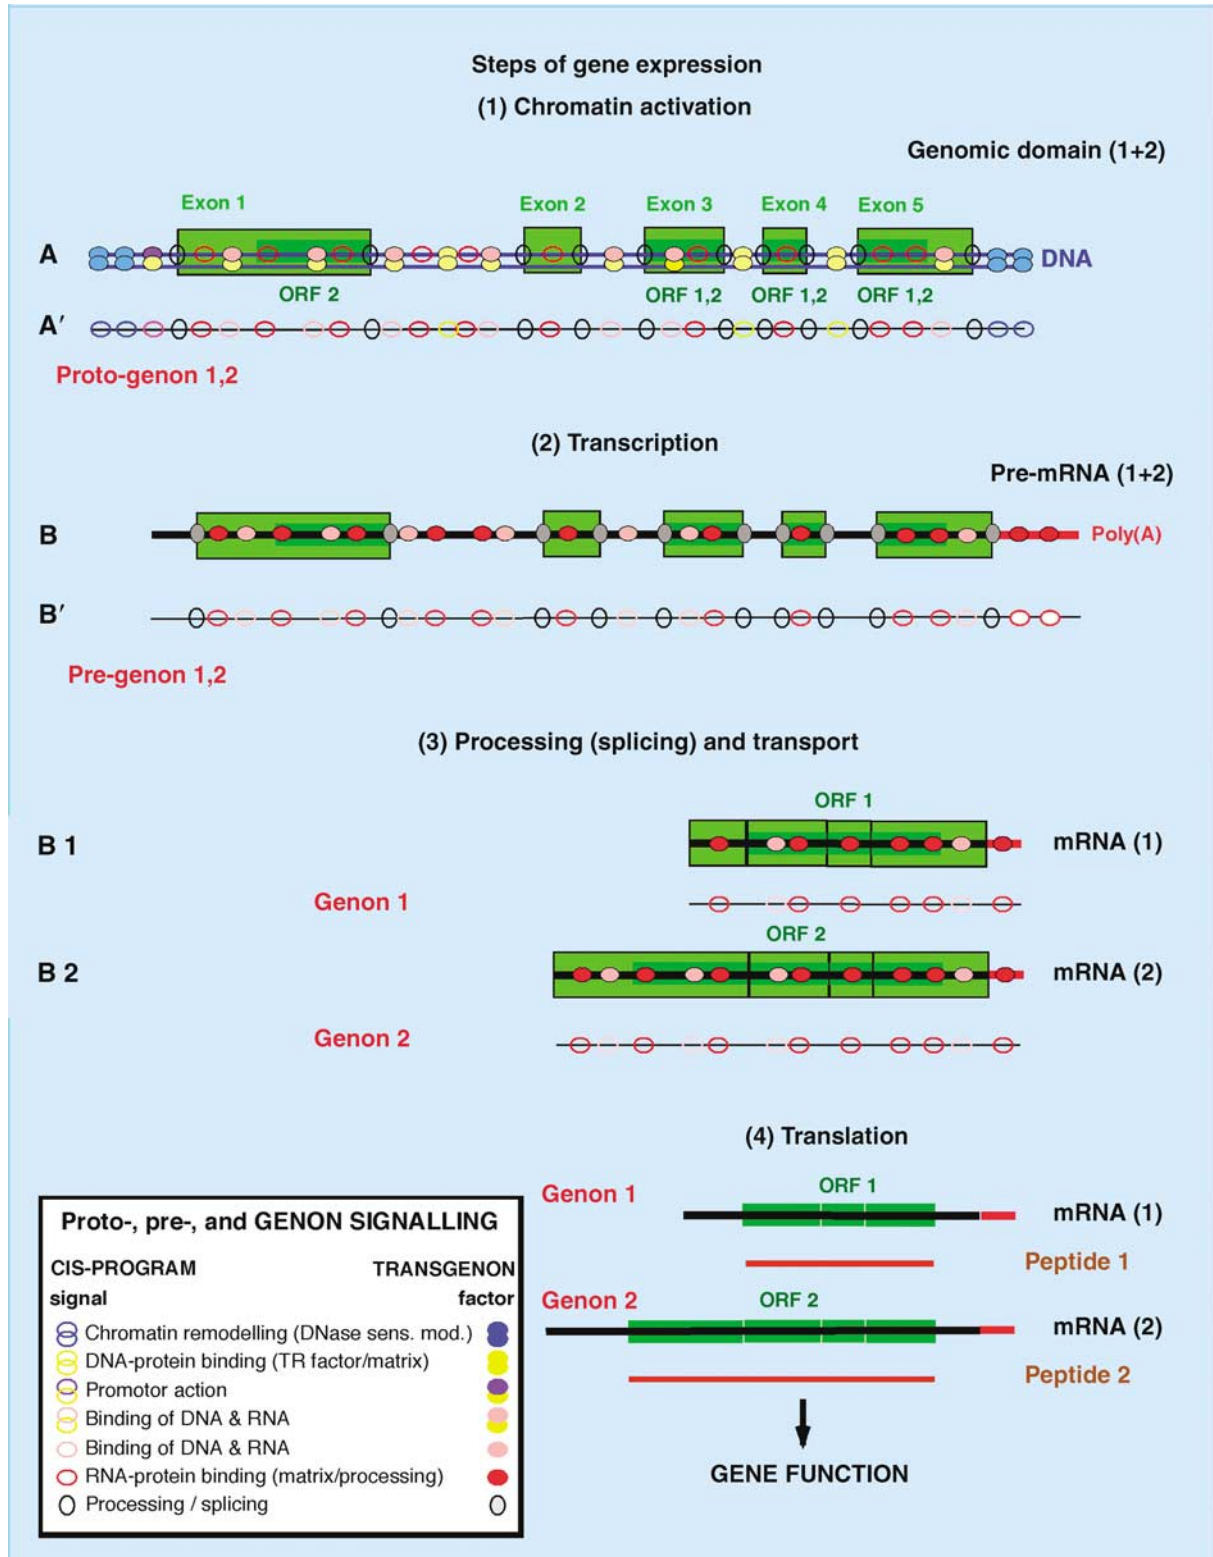 Steps of gene expression
(1) Chromatin activation
Genomic domain (1+2)
Exon 1 Exon 2 Exon 3 Exon 4 Exon 5
A DNA
ORF 2 ORF 1,2 ORF 1,2 ORF 1,2
A′
Proto-genon 1,2
(2) Transcription
Pre-mRNA (1+2)
B Poly(A)
B′
Pre-genon 1,2
(3) Processing (splicing) and transport
ORF 1
B 1 mRNA (1)
Genon 1
ORF 2
B 2 mRNA (2)
Genon 2
(4) Translation
Genon 1 ORF 1
mRNA (1)
Peptide 1
Genon 2 ORF 2
mRNA (2)
Peptide 2
GENE FUNCTION
Proto-, pre-, and GENON SIGNALLING
CIS-PROGRAM TRANSGENON
signal factor
Chromatin remodelling (DNase sens. mod.)
DNA-protein binding (TR factor/matrix)
Promotor action
Binding of DNA & RNA
Binding of DNA & RNA
RNA-protein binding (matrix/processing)
Processing / splicing